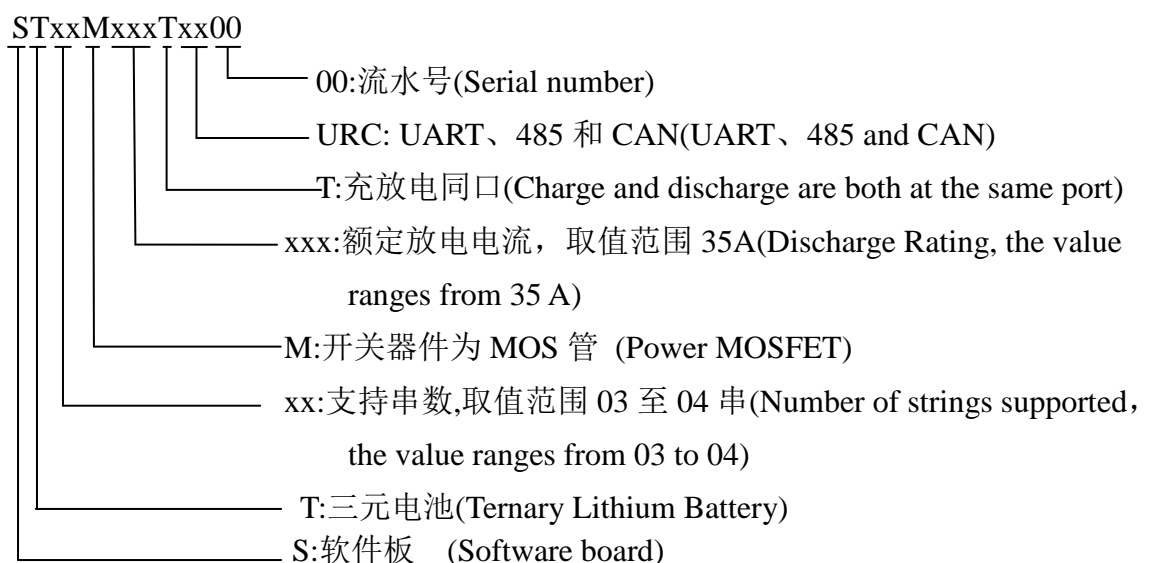 STxxMxxxTxx00
00:流水号(Serial number)
URC: UART、485 和 CAN(UART、485 and CAN)
T:充放电同口(Charge and discharge are both at the same port)
xxx:额定放电电流，取值范围 35A(Discharge Rating, the value
ranges from 35 A)
M:开关器件为 MOS 管 (Power MOSFET)
xx:支持串数,取值范围 03 至 04 串(Number of strings supported，
the value ranges from 03 to 04)
T:三元电池(Ternary Lithium Battery)
S:软件板 (Software board)